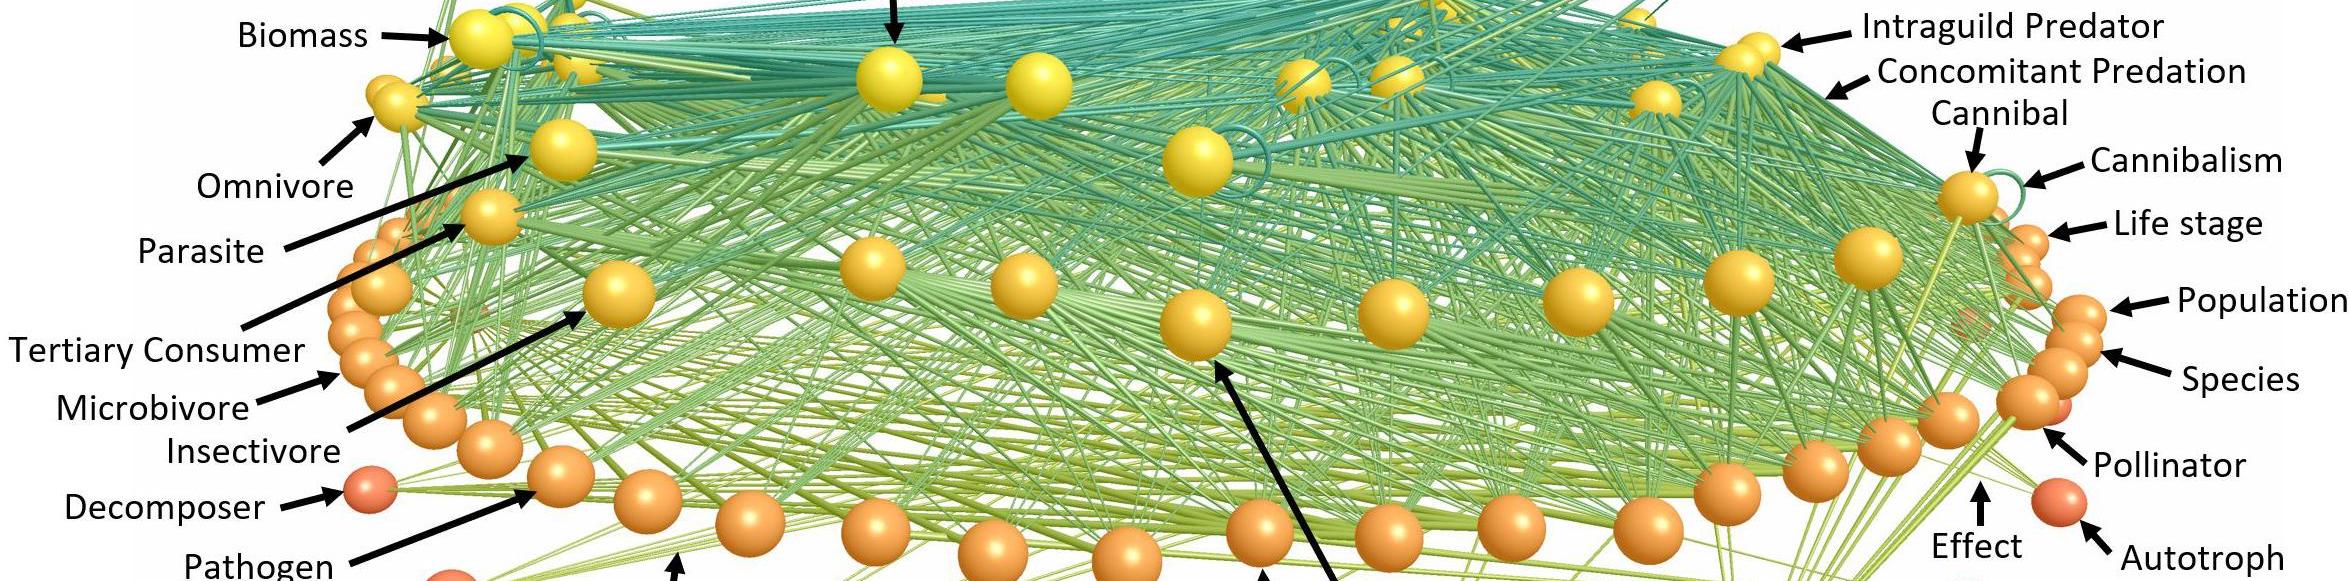 Biomass
Intraguild Predator
Concomitant Predation
Cannibal
Cannibalism
Omnivore
Life stage
Parasite
Population
Tertiary Consumer
Species
Microbivore
Insectivore
Pollinator
Decomposer
Effect
Autotroph
Pathogen